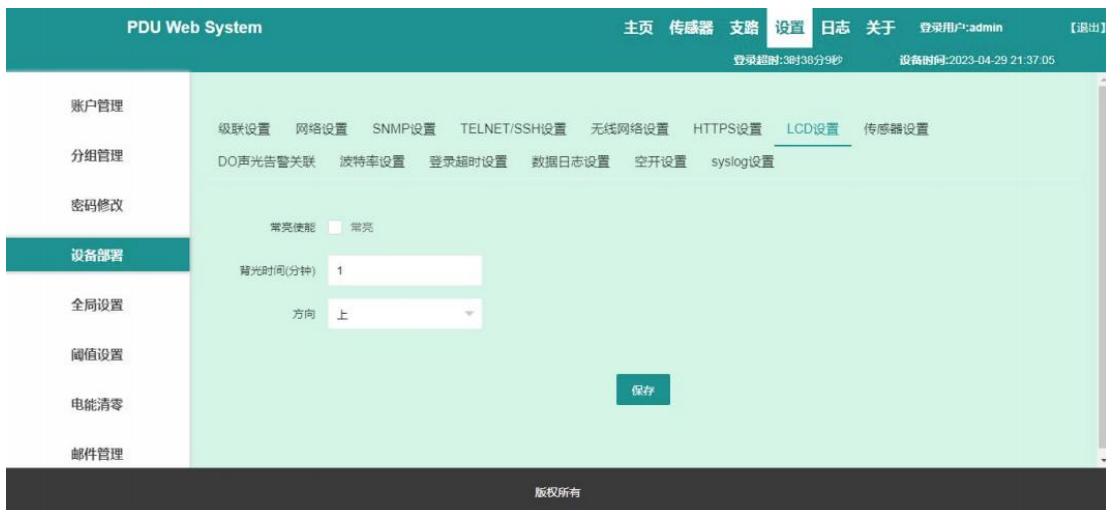 PDU Web System 主页 传感器 支路 设置 日志 关于 登录用户:admin 【退出】
登录超时:3时38分9秒 设备时间:2023-04-29 21:37:05
账户管理
分组管理
密码修改
设备部署
全局设置
阈值设置
电能清零
邮件管理
级联设置 网络设置 SNMP设置 TELNET/SSH设置 无线网络设置 HTTPS设置 LCD设置 传感器设置
DO声光告警关联 波特率设置 登录超时设置 数据日志设置 空开设置 syslog设置
常亮使能 常亮
背光时间(分钟) 1
方向 上
保存
版权所有